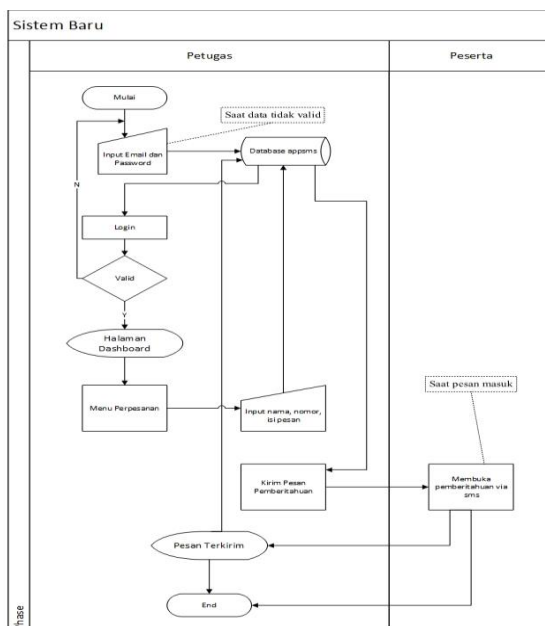 Sistem Baru
Petugas
Peserta
Mulai
Saat data tidak valid
Input Email dan
Password
Database appsms
N
Login
Valid
Y
Halaman
Dashboard
Menu Perpesanan
Input nama, nomor,
isi pesan
Saat pesan masuk
Kirim Pesan
Pemberitahuan
Membuka
pemberitahuan via
sms
Pesan Terkirim
End
hase